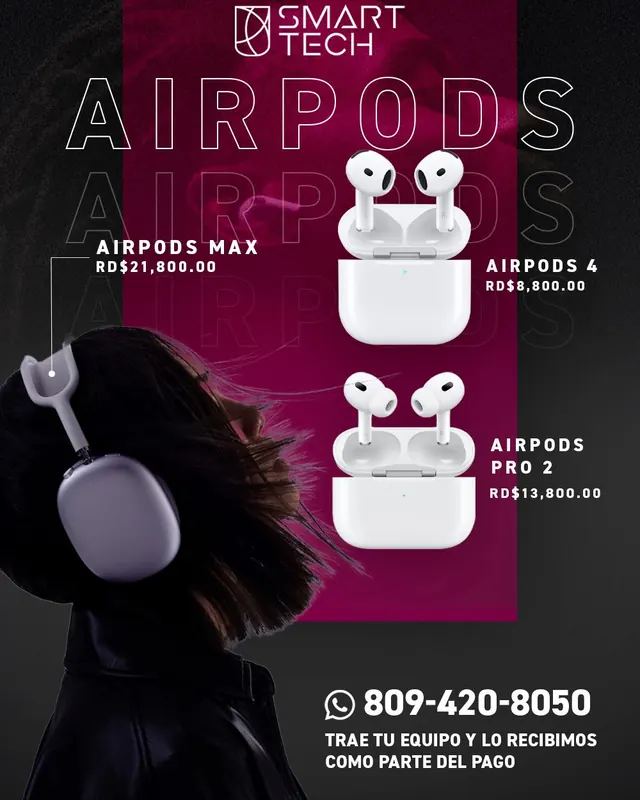 SMART
TECH
AIRPODS
AIRPODS
AIRPODS
AIRPODS MAX
RD$21,800.00
AIRPODS 4
RD$8,800.00
AIRPODS
PRO 2
RD$13,800.00
809-420-8050
TRAE TU EQUIPO Y LO RECIBIMOS
COMO PARTE DEL PAGO